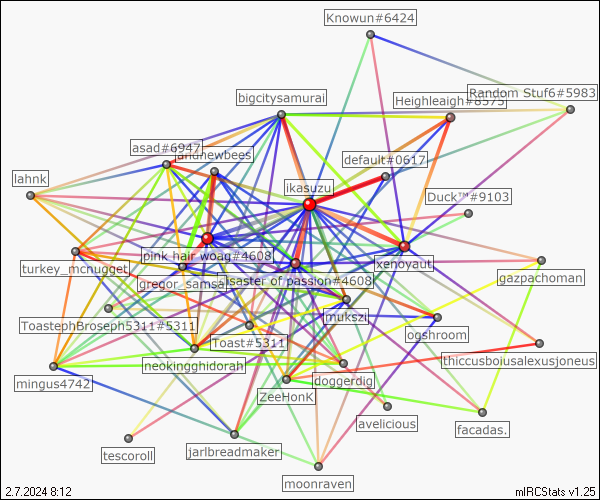 Knowun#6424
Random Stuf6#5983
bigcitysamurai
Heighleaigh#8575
asad#6947
andnewbees
default#0617
lahnk
ikasuzu
Duck™#9103
pink hair woag#4608
turkey_mcnugget
gregor_samsa
disaster of passion#4608
xenoyaut
gazpachoman
ToastephBroseph5311#5311
mukszi
Toast#5311
ogshroom
neokingghidorah
thiccusboiusalexusjoneus
mingus4742
doggerdig
ZeeHonK
avelicious
facadas.
tescoroll
jarlbreadmaker
moonraven
2.7.2024 8:12
mIRCStats v1.25